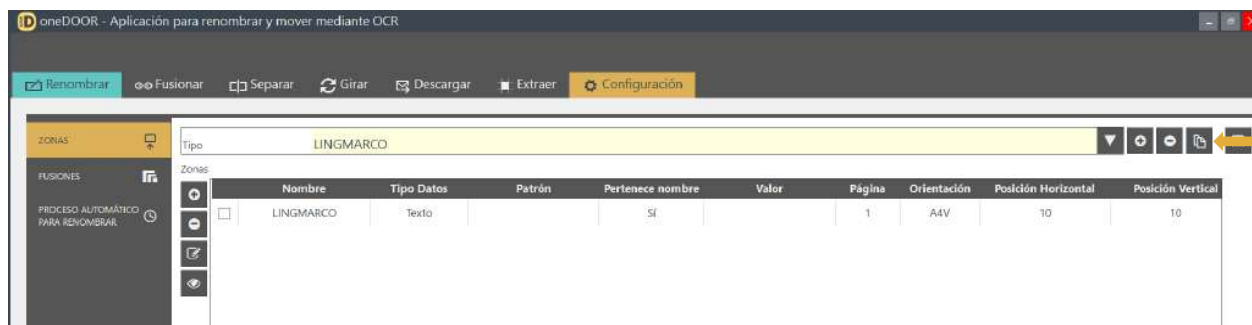 oneDOOR - Aplicación para renombrar y mover mediante OCR
Renombrar Fusionar Separar Girar Descargar Extraer Configuración
ZONAS
Tipo LINGMARCO
FUSIONES
Zonas
Nombre Tipo Datos Patrón Pertenece nombre Valor Página Orientación Posición Horizontal Posición Vertical
PROCESO AUTOMÁTICO
PARA RENOMBRAR
LINGMARCO Texto Sí 1 A4V 10 10